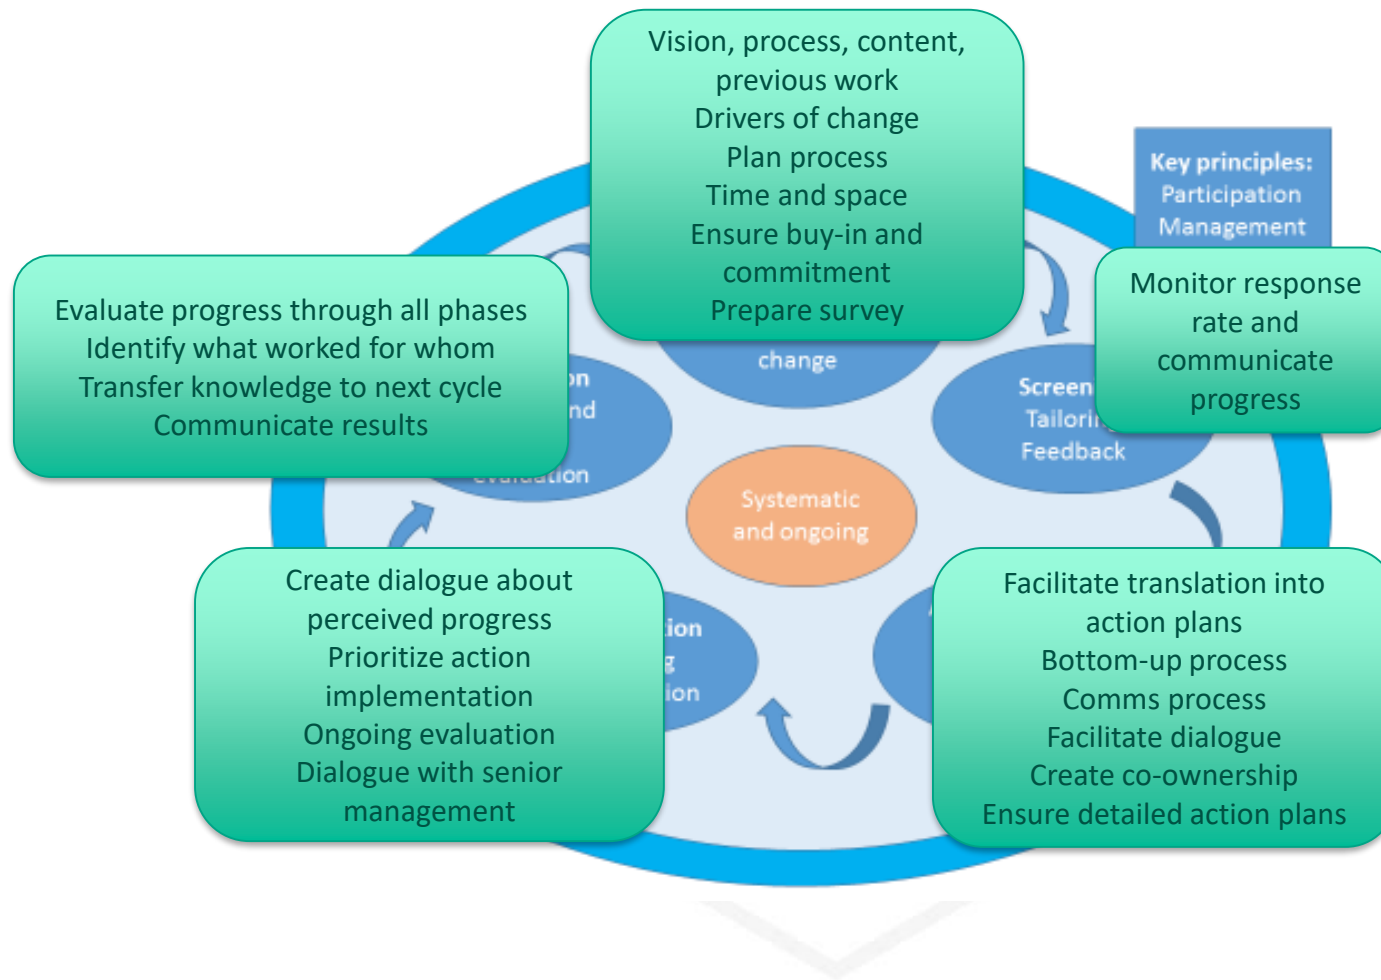 Vision, process, content,
previous work
Drivers of change
Plan process
Time and space
Ensure buy-in and
commitment
Prepare survey
change
Key principles:
Participation
Management
Monitor response
rate and
communicate
progress
Tailoring
Feedback
Evaluate progress through all phases
Identify what worked for whom
Transfer knowledge to next cycle
Communicate results
evaluation
Systematic
and ongoing
Create dialogue about
perceived progress
Prioritize action
implementation
Ongoing evaluation
Dialogue with senior
management
Facilitate translation into
action plans
Bottom-up process
Comms process
Facilitate dialogue
Create co-ownership
Ensure detailed action plans